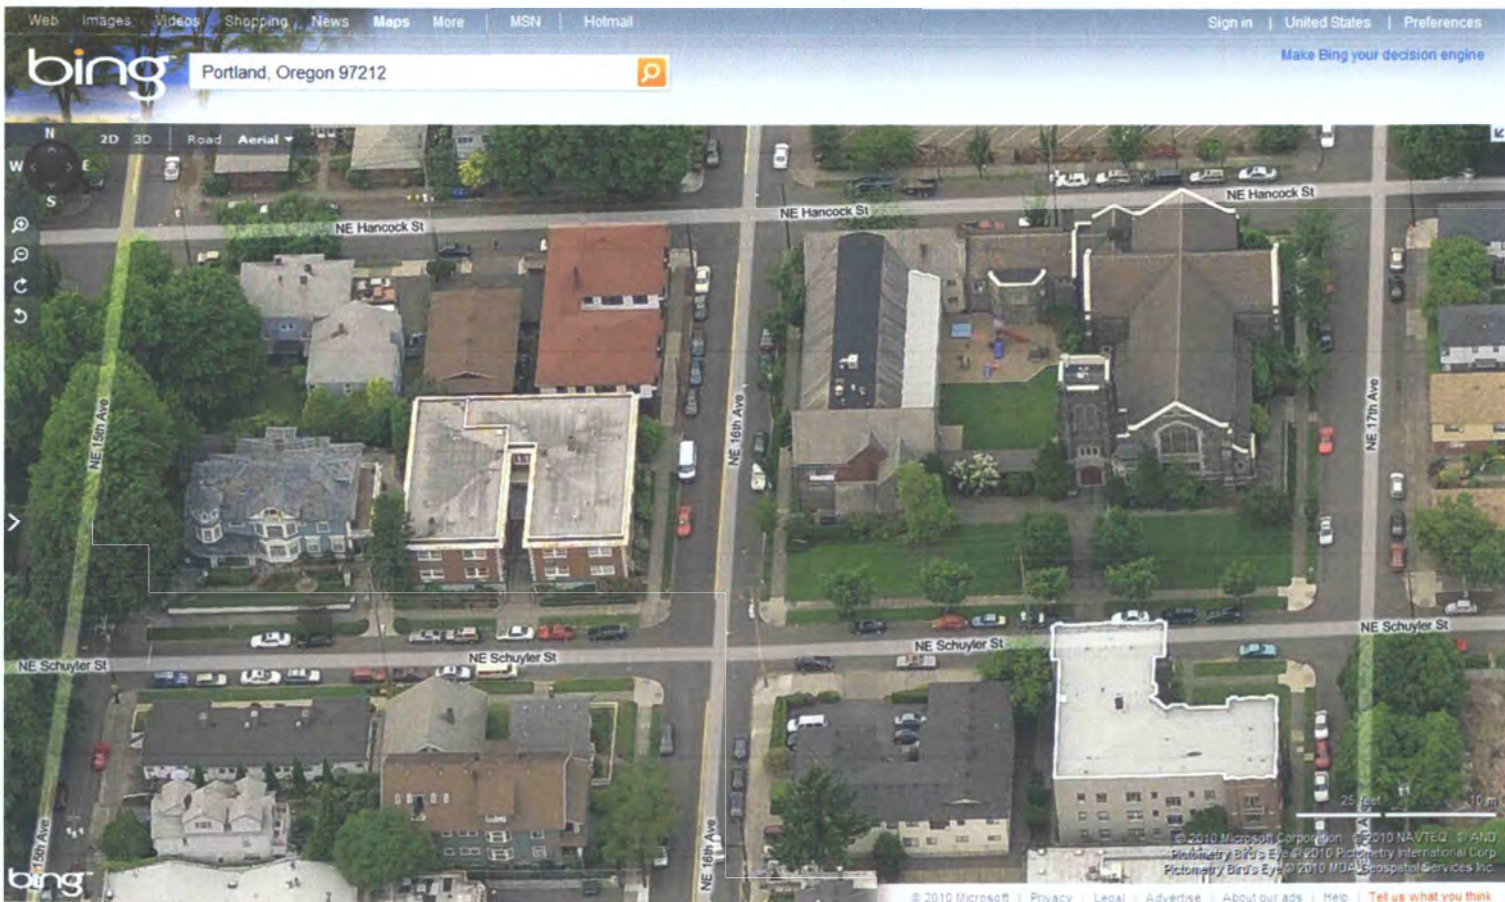 Web Images Videos Shopping News Maps More | MSN | Hotmail
Sign in | United States | Preferences
bing
Portland, Oregon 97212
Make Bing your decision engine
N
2D 3D | Road Aerial
W E
S
NE Hancock St
NE Hancock St
NE Hancock St
NE 15th Ave
NE 16th Ave
NE 17th Ave
NE Schuyler St
NE Schuyler St
NE Schuyler St
NE Schuyler St
NE 15th Ave
NE 16th Ave
25 feet 10 m
© 2010 Microsoft Corporation © 2010 NAVTEQ © AND
Pictometry Bird's Eye © 2010 Pictometry International Corp
Pictometry Bird's Eye © 2010 MDA Geospatial Services Inc.
bing
© 2010 Microsoft | Privacy | Legal | Advertise | About our ads | Help | Tell us what you think